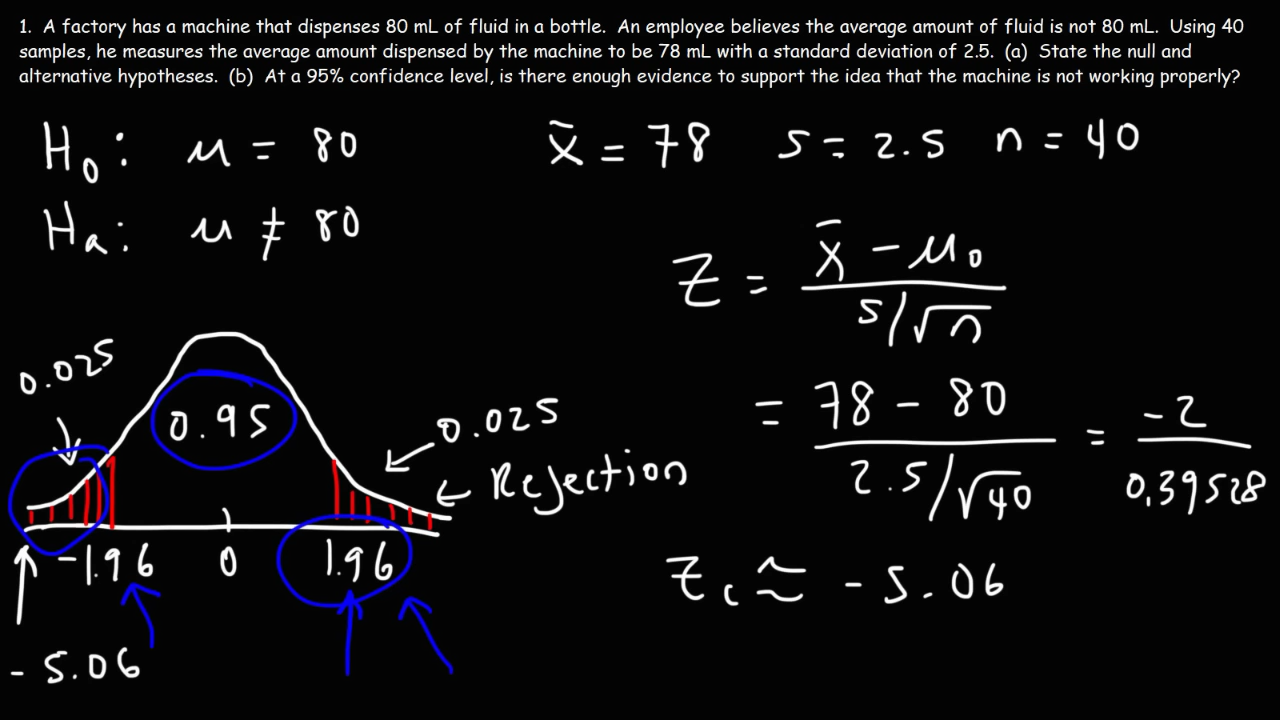 1. A factory has a machine that dispenses 80 mL of fluid in a bottle. An employee believes the average amount of fluid is not 80 mL. Using 40
samples, he measures the average amount dispensed by the machine to be 78 mL with a standard deviation of 2.5. (a) State the null and
alternative hypotheses. (b) At a 95% confidence level, is there enough evidence to support the idea that the machine is not working properly?
H₀: μ = 80
x̄ = 78 s = 2.5 n = 40
Hₐ: μ ≠ 80
Z = (x̄ - μ₀) / (s/√n)
= (78 - 80) / (2.5/√40) = -2 / 0.39528
Z꜀ ≈ -5.06
0.025
0.95
0.025
Rejection
-1.96 0 1.96
-5.06